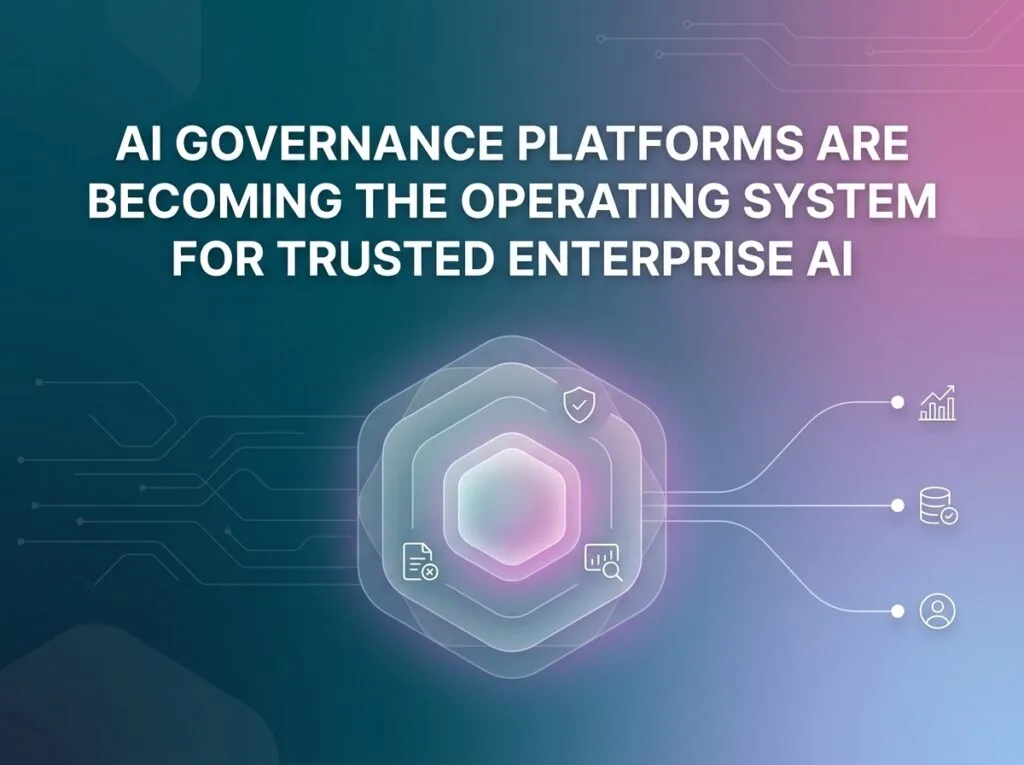 AI GOVERNANCE PLATFORMS ARE
BECOMING THE OPERATING SYSTEM
FOR TRUSTED ENTERPRISE AI